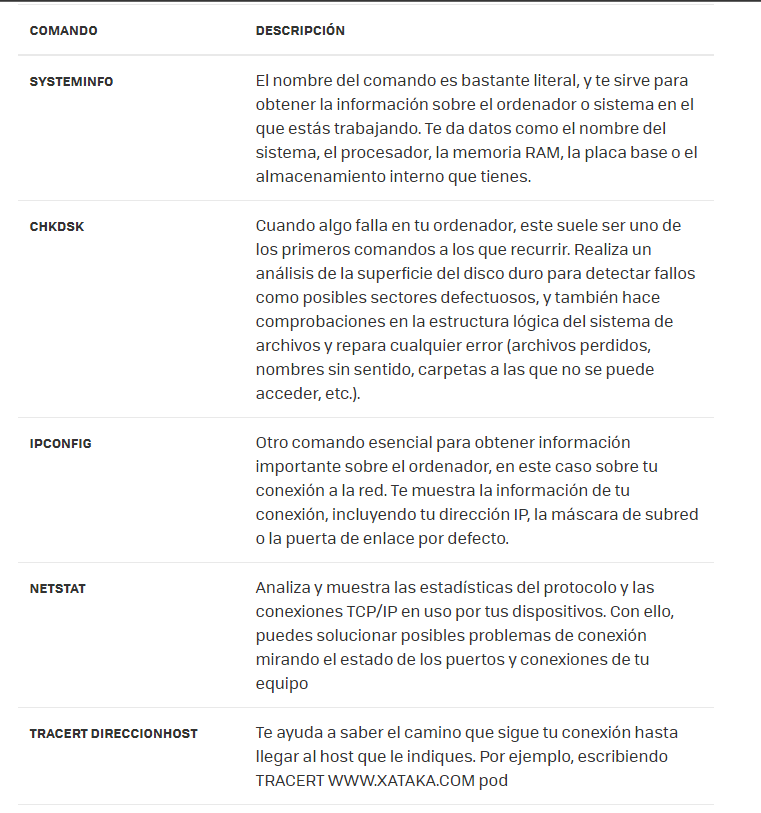 COMANDO DESCRIPCIÓN
SYSTEMINFO El nombre del comando es bastante literal, y te sirve para
obtener la información sobre el ordenador o sistema en el
que estás trabajando. Te da datos como el nombre del
sistema, el procesador, la memoria RAM, la placa base o el
almacenamiento interno que tienes.
CHKDSK Cuando algo falla en tu ordenador, este suele ser uno de
los primeros comandos a los que recurrir. Realiza un
análisis de la superficie del disco duro para detectar fallos
como posibles sectores defectuosos, y también hace
comprobaciones en la estructura lógica del sistema de
archivos y repara cualquier error (archivos perdidos,
nombres sin sentido, carpetas a las que no se puede
acceder, etc.).
IPCONFIG Otro comando esencial para obtener información
importante sobre el ordenador, en este caso sobre tu
conexión a la red. Te muestra la información de tu
conexión, incluyendo tu dirección IP, la máscara de subred
o la puerta de enlace por defecto.
NETSTAT Analiza y muestra las estadísticas del protocolo y las
conexiones TCP/IP en uso por tus dispositivos. Con ello,
puedes solucionar posibles problemas de conexión
mirando el estado de los puertos y conexiones de tu
equipo
TRACERT DIRECCIONHOST Te ayuda a saber el camino que sigue tu conexión hasta
llegar al host que le indiques. Por ejemplo, escribiendo
TRACERT WWW.XATAKA.COM pod